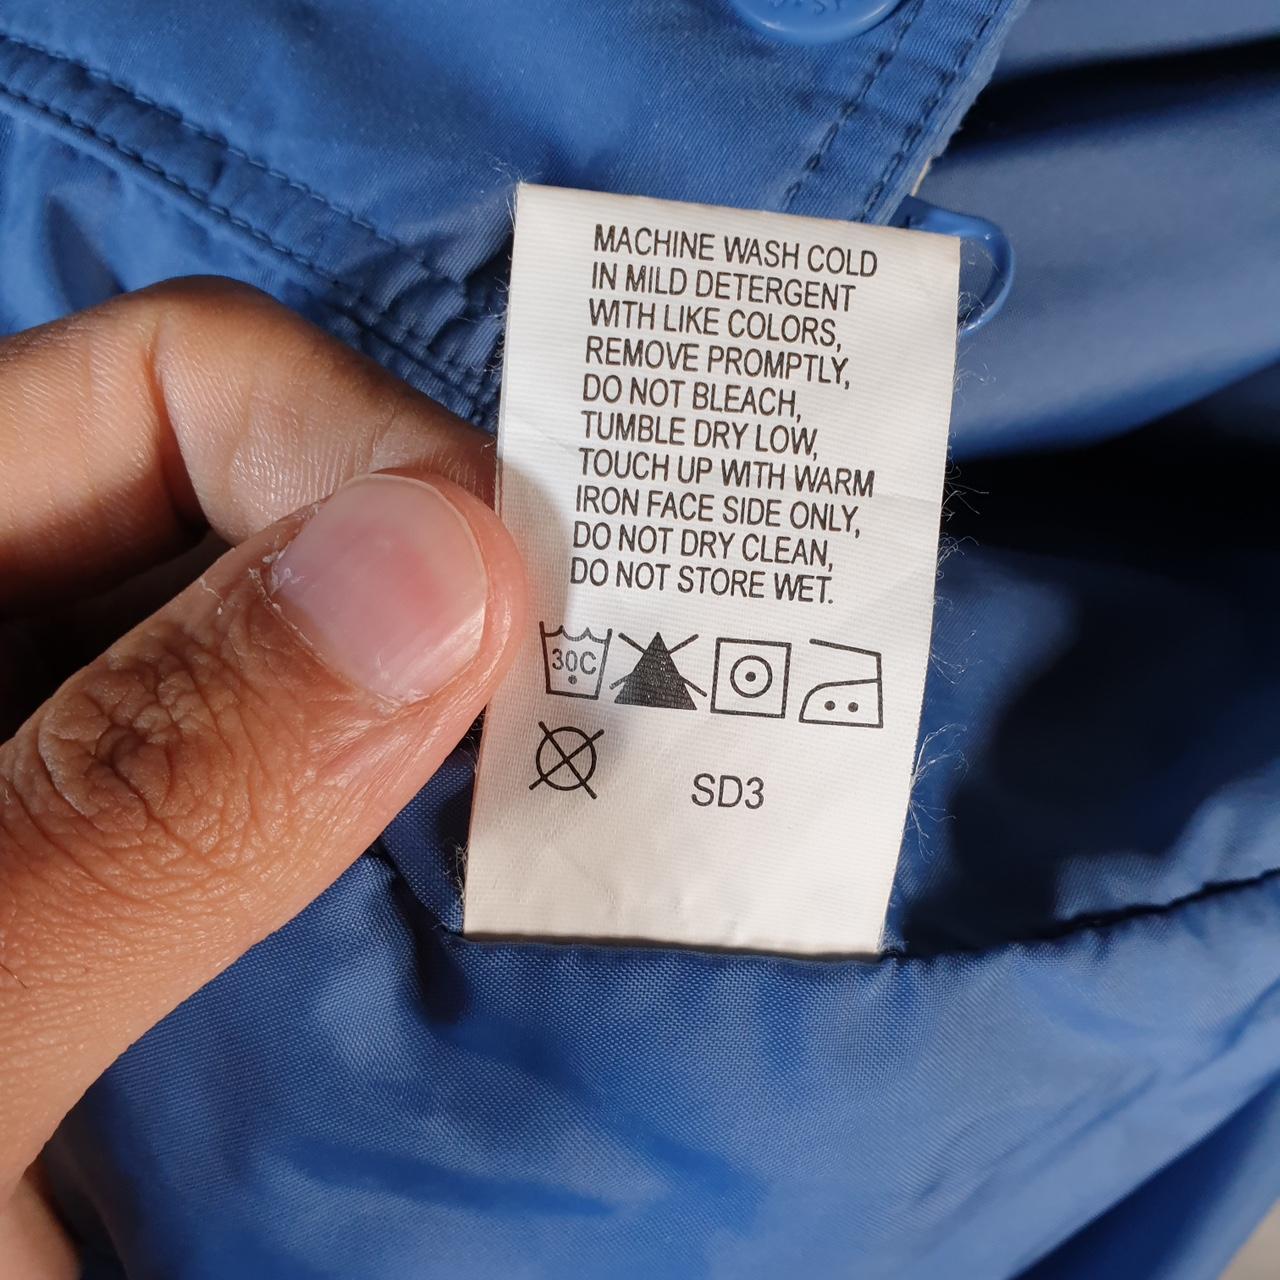 MACHINE WASH COLD
IN MILD DETERGENT
WITH LIKE COLORS,
REMOVE PROMPTLY,
DO NOT BLEACH,
TUMBLE DRY LOW,
TOUCH UP WITH WARM
IRON FACE SIDE ONLY,
DO NOT DRY CLEAN,
DO NOT STORE WET.
30C
SD3